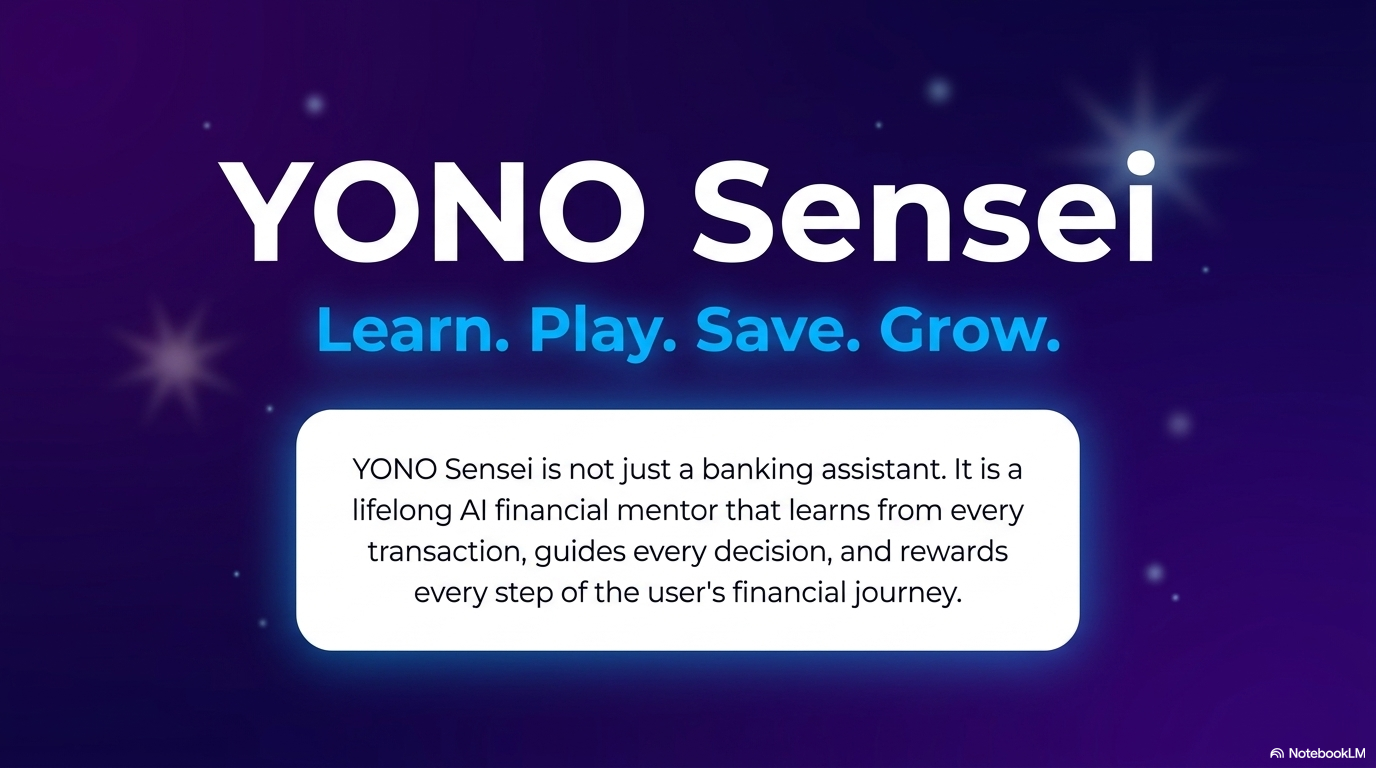 YONO Sensei
Learn. Play. Save. Grow.
YONO Sensei is not just a banking assistant. It is a
lifelong AI financial mentor that learns from every
transaction, guides every decision, and rewards
every step of the user's financial journey.
NotebookLM